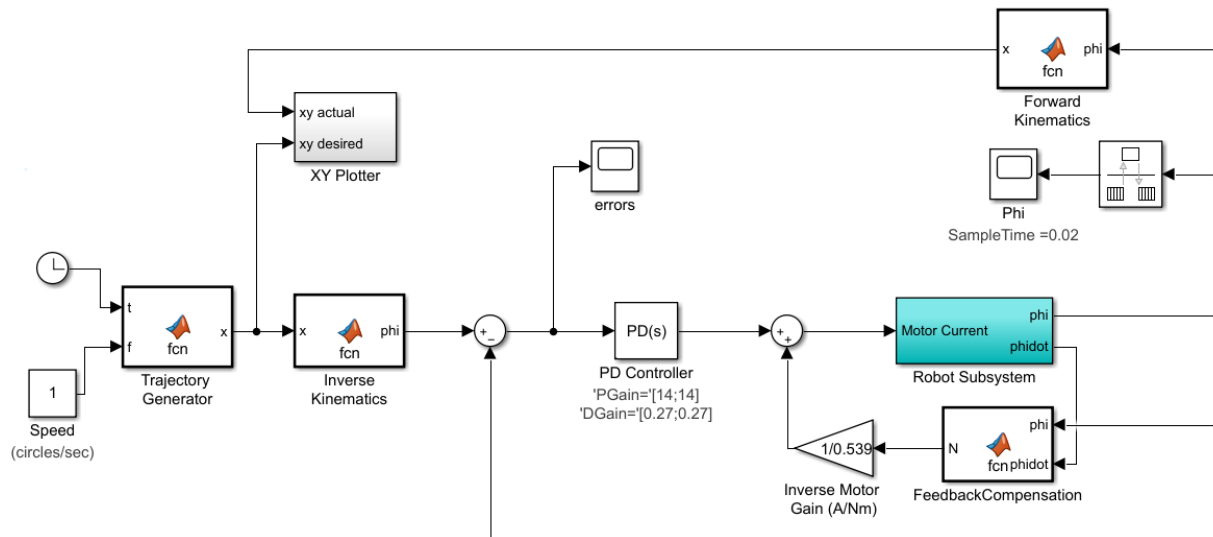 x
phi
fcn
Forward
Kinematics
xy actual
xy desired
XY Plotter
errors
Phi
SampleTime =0.02
t
f
x
fcn
Trajectory
Generator
1
Speed
(circles/sec)
x
phi
fcn
Inverse
Kinematics
+
−
PD(s)
PD Controller
'PGain='[14;14]
'DGain='[0.27;0.27]
+
+
Motor Current
phi
phidot
Robot Subsystem
1/0.539
Inverse Motor
Gain (A/Nm)
N
phi
fcn
phidot
FeedbackCompensation